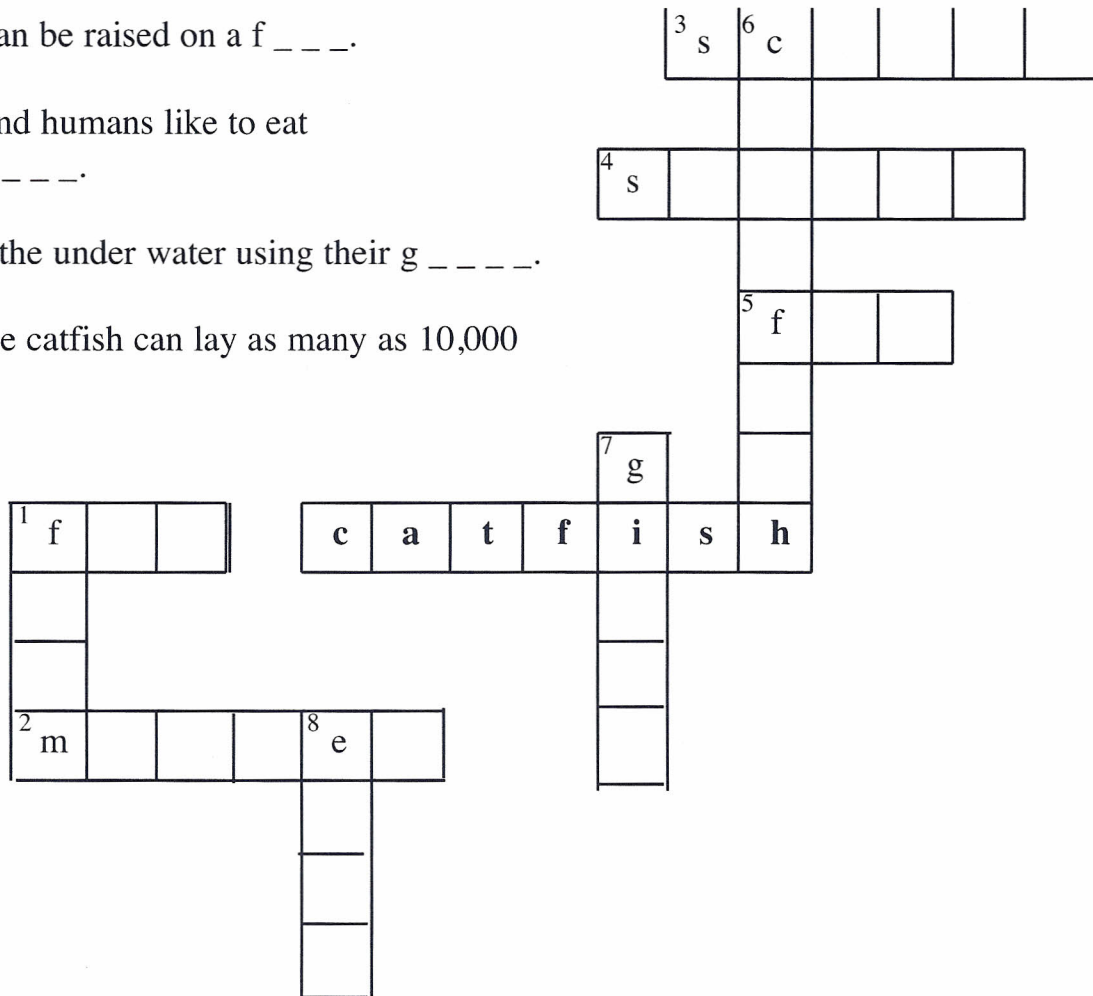 an be raised on a f _ _ _.
nd humans like to eat
_ _ _.
the under water using their g _ _ _ _.
e catfish can lay as many as 10,000
3 s 6 c
4 s
5 f
7 g
1 f
c a t f i s h
2 m 8 e